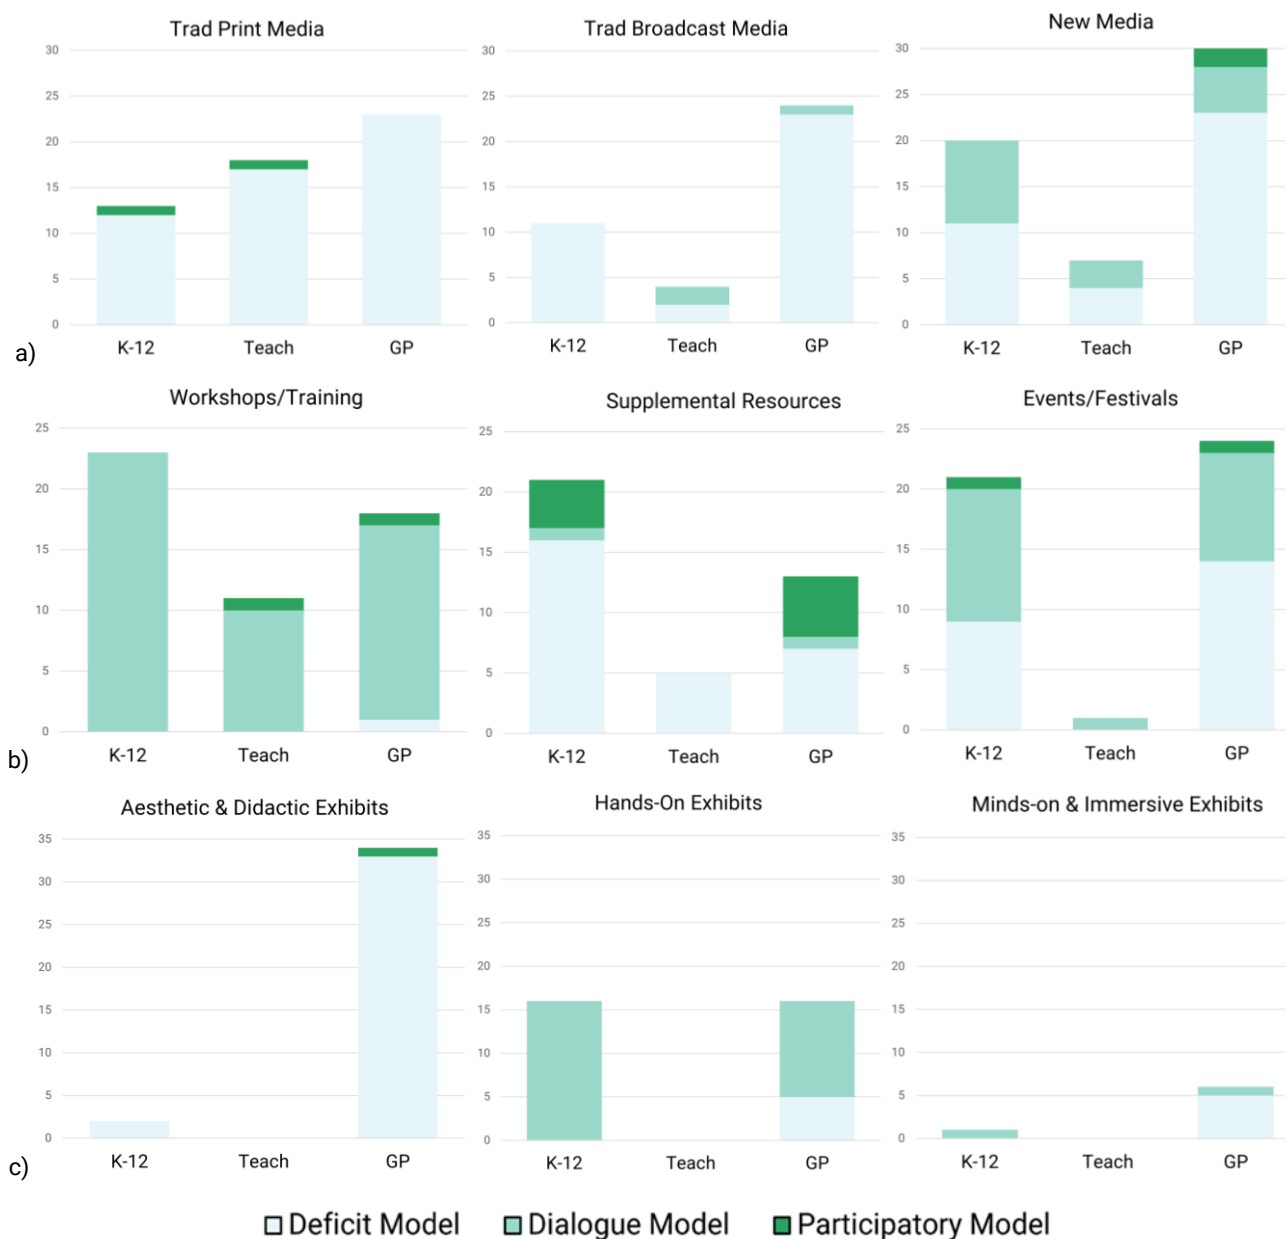 Trad Print Media
30
25
20
15
10
5
0
K-12 Teach GP
Trad Broadcast Media
30
25
20
15
10
5
0
K-12 Teach GP
New Media
30
25
20
15
10
5
0
K-12 Teach GP
a)
Workshops/Training
25
20
15
10
5
0
K-12 Teach GP
Supplemental Resources
25
20
15
10
5
0
K-12 Teach GP
Events/Festivals
25
20
15
10
5
0
K-12 Teach GP
b)
Aesthetic & Didactic Exhibits
35
30
25
20
15
10
5
0
K-12 Teach GP
Hands-On Exhibits
35
30
25
20
15
10
5
0
K-12 Teach GP
Minds-on & Immersive Exhibits
35
30
25
20
15
10
5
0
K-12 Teach GP
c)
Deficit Model Dialogue Model Participatory Model